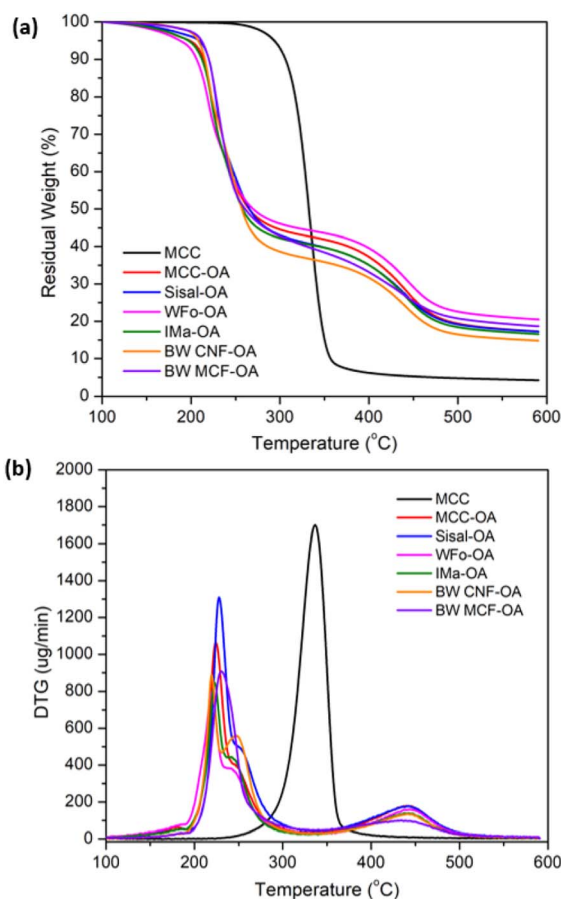 (a)
100
90
80
70
60
50
40
30
20
10
0
Residual Weight (%)
MCC
MCC-OA
Sisal-OA
WFo-OA
IMa-OA
BW CNF-OA
BW MCF-OA
100 200 300 400 500 600
Temperature (°C)
(b)
2000
1800
1600
1400
1200
1000
800
600
400
200
0
DTG (ug/min)
MCC
MCC-OA
Sisal-OA
WFo-OA
IMa-OA
BW CNF-OA
BW MCF-OA
100 200 300 400 500 600
Temperature (°C)